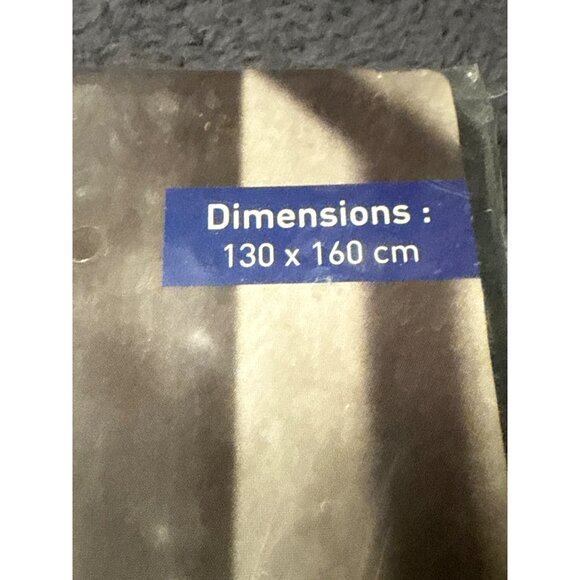 Dimensions :
130 x 160 cm